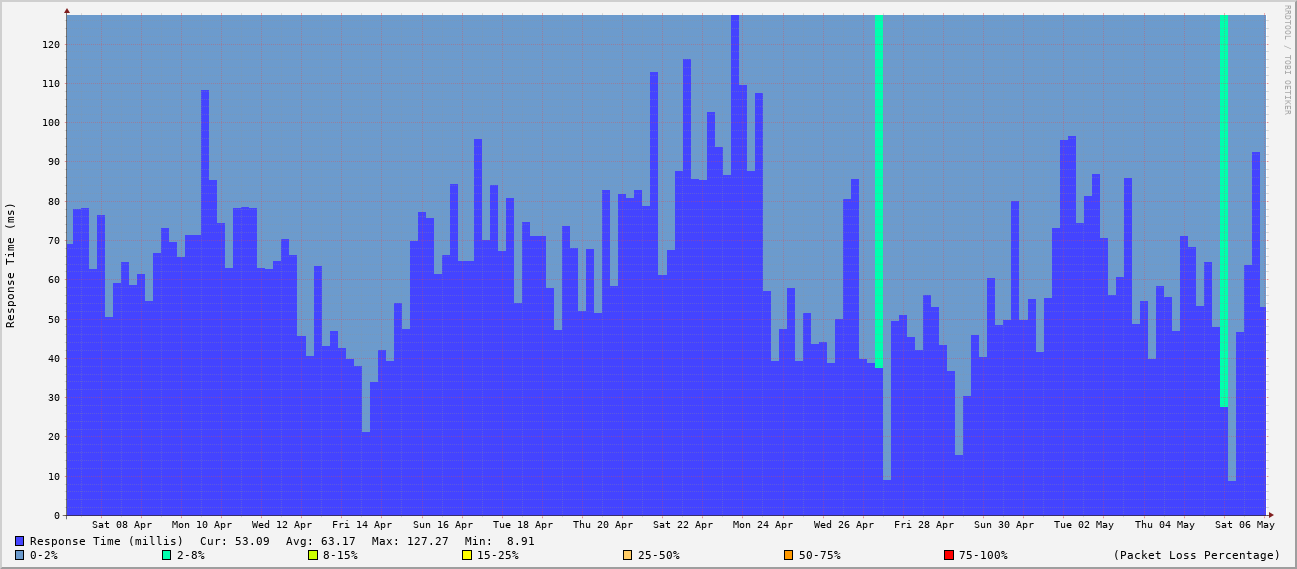 RRDTOOL / TOBI OETIKER
Response Time (ms)
120
110
100
90
80
70
60
50
40
30
20
10
0
Sat 08 Apr Mon 10 Apr Wed 12 Apr Fri 14 Apr Sun 16 Apr Tue 18 Apr Thu 20 Apr Sat 22 Apr Mon 24 Apr Wed 26 Apr Fri 28 Apr Sun 30 Apr Tue 02 May Thu 04 May Sat 06 May
Response Time (millis) Cur: 53.09 Avg: 63.17 Max: 127.27 Min: 8.91
0-2% 2-8% 8-15% 15-25% 25-50% 50-75% 75-100% (Packet Loss Percentage)